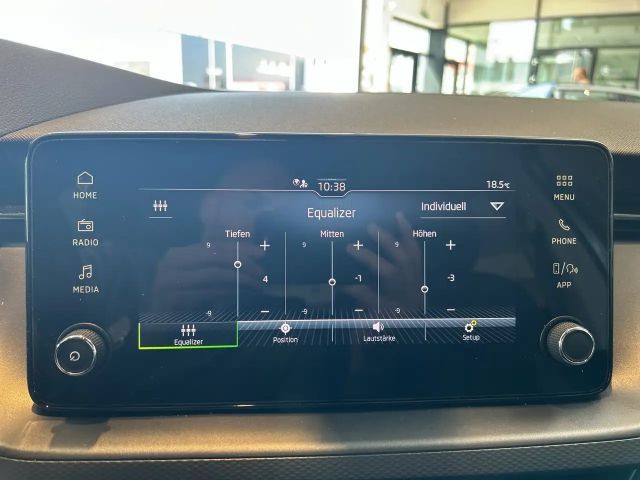 10:38
18.5°C
HOME
RADIO
MEDIA
Equalizer
Individuell
MENU
PHONE
APP
Tiefen
Mitten
Höhen
9 + 9 + 9 +
4 -1 -3
-9 − -9 − -9 −
Equalizer
Position
Lautstärke
Setup